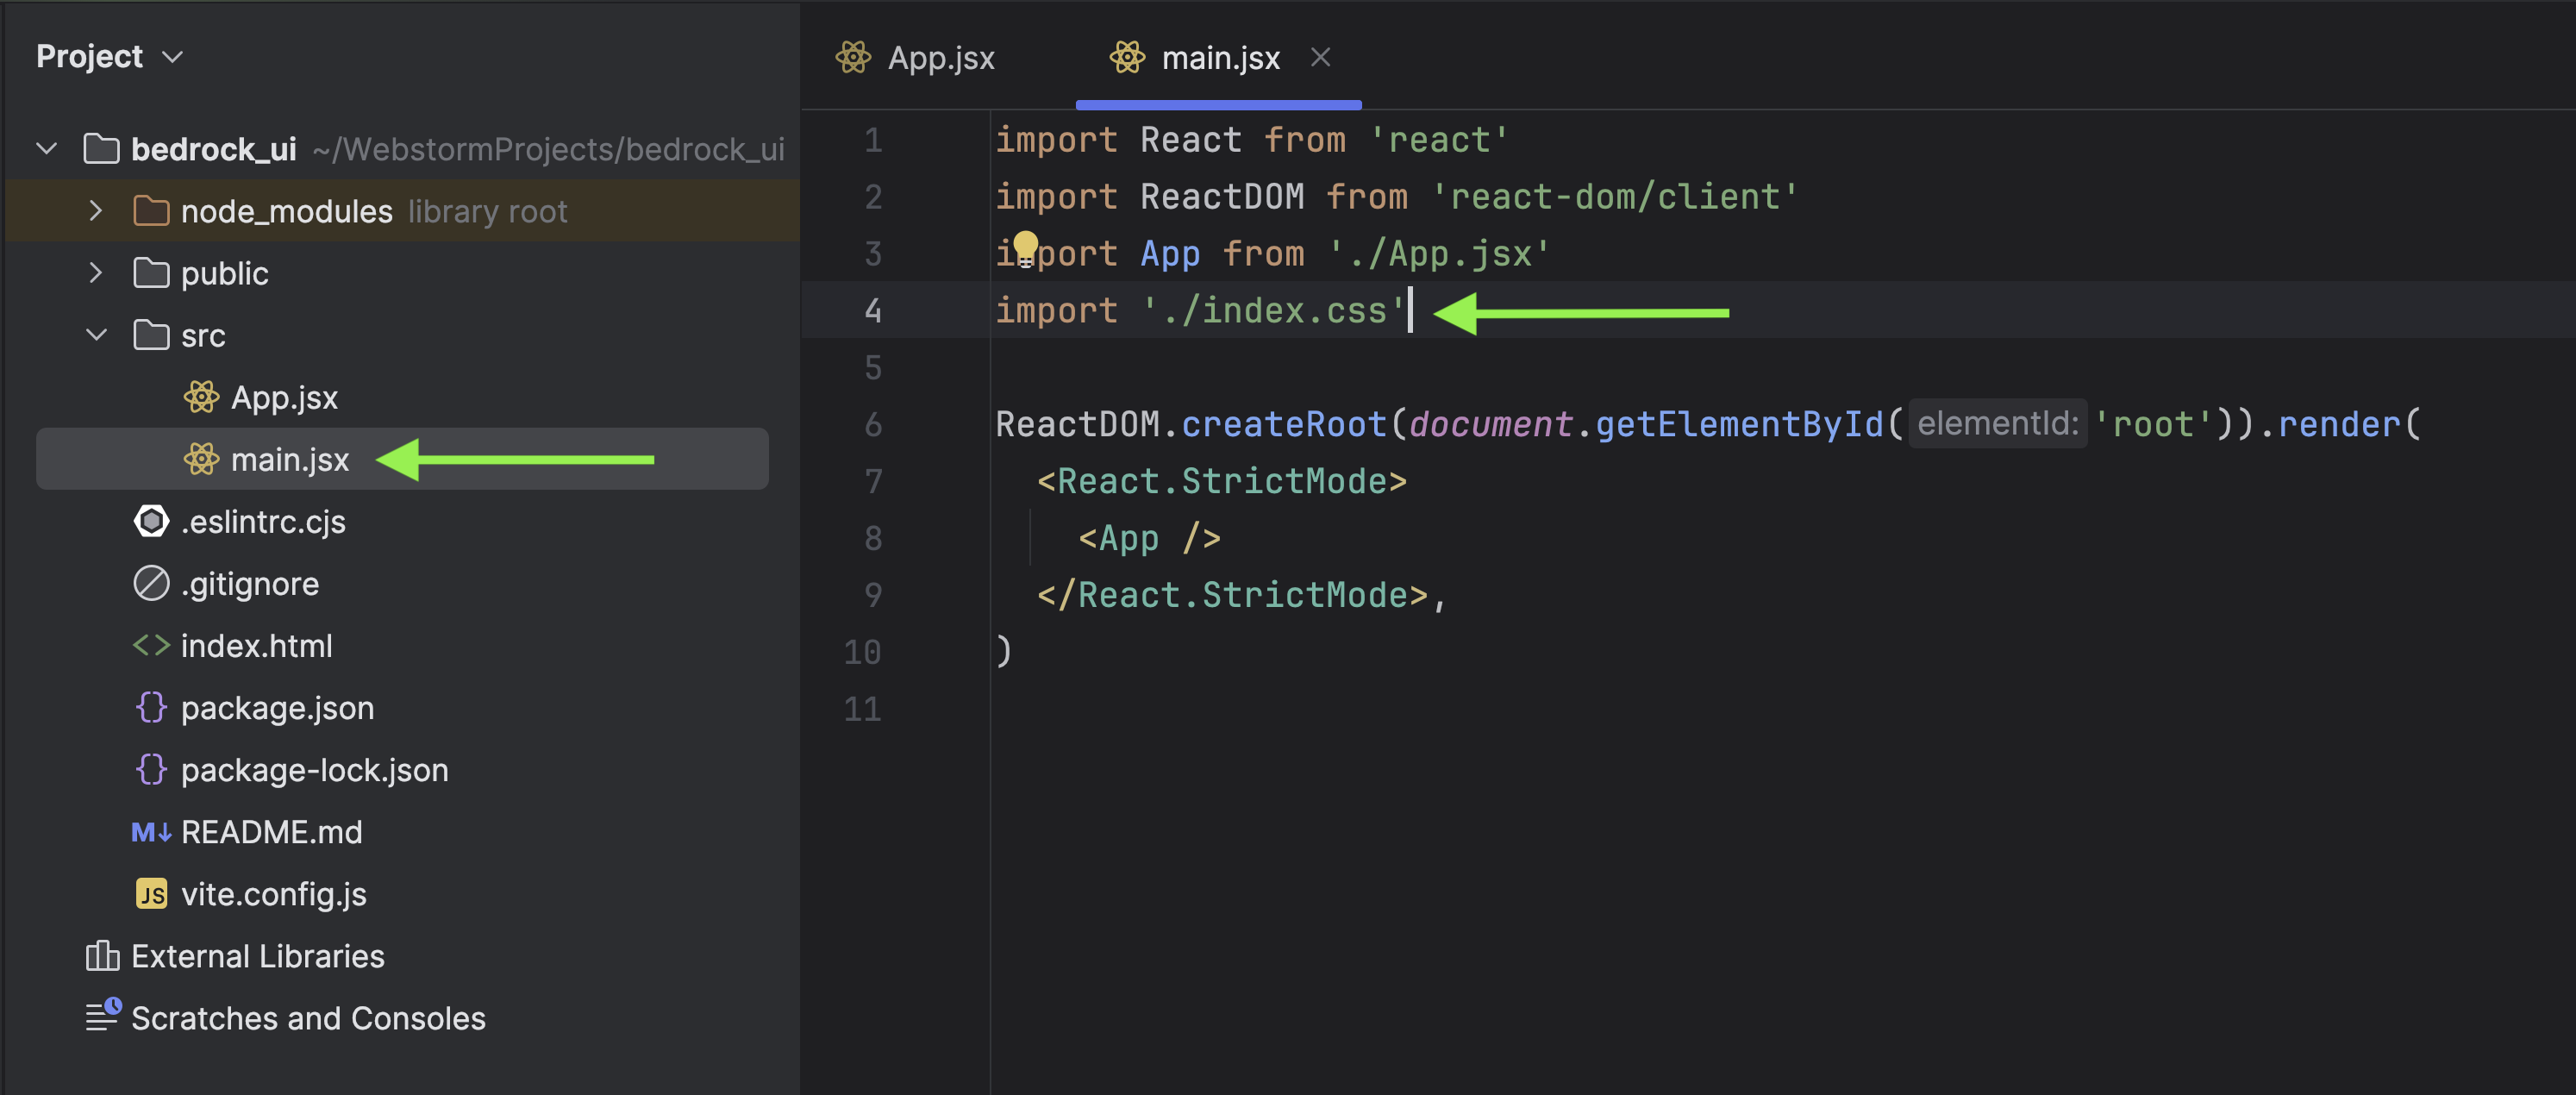 Project
bedrock_ui ~/WebstormProjects/bedrock_ui
node_modules library root
public
src
App.jsx
main.jsx
.eslintrc.cjs
.gitignore
index.html
package.json
package-lock.json
M↓ README.md
JS vite.config.js
External Libraries
Scratches and Consoles
App.jsx main.jsx
1 import React from 'react'
2 import ReactDOM from 'react-dom/client'
3 import App from './App.jsx'
4 import './index.css'
5
6 ReactDOM.createRoot(document.getElementById( elementId: 'root')).render(
7 <React.StrictMode>
8 <App />
9 </React.StrictMode>,
10 )
11